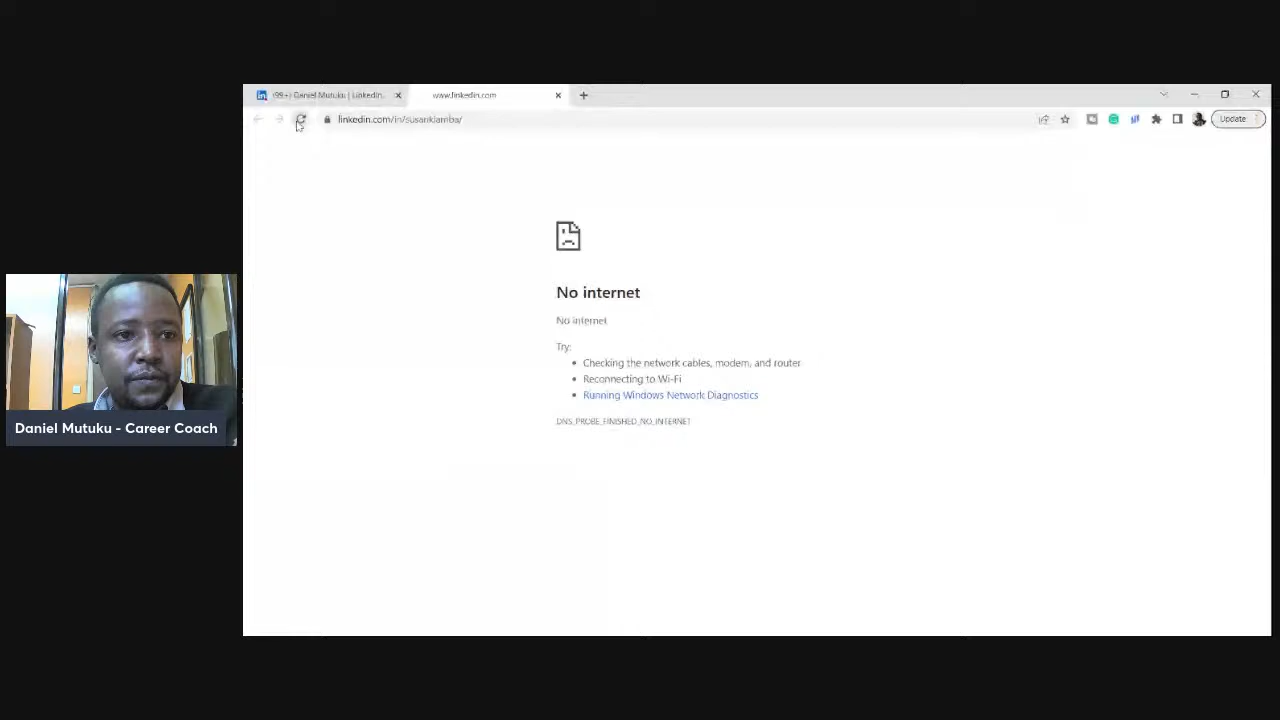 (99+) Daniel Mutuku | LinkedIn
www.linkedin.com
linkedin.com/in/susanklamba/
Update
No internet
No internet
Try:
Checking the network cables, modem, and router
Reconnecting to Wi-Fi
Running Windows Network Diagnostics
DNS_PROBE_FINISHED_NO_INTERNET
Daniel Mutuku - Career Coach